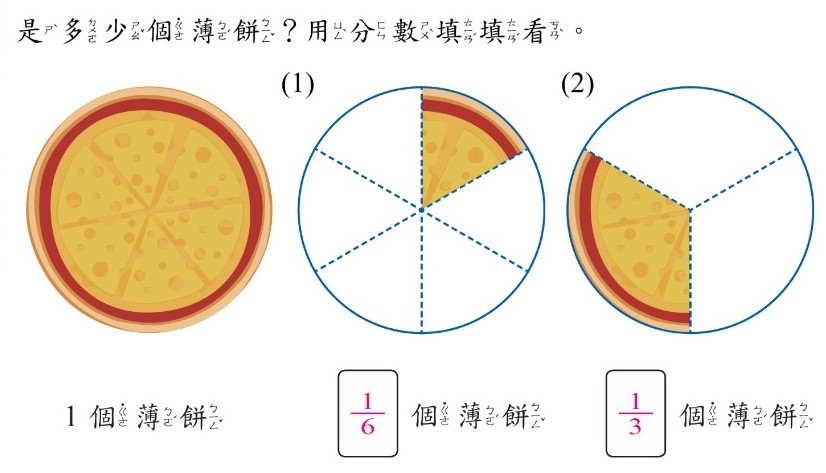 是多少個薄餅？用分數填填看。
(1)
(2)
1 個薄餅
1/6 個薄餅
1/3 個薄餅